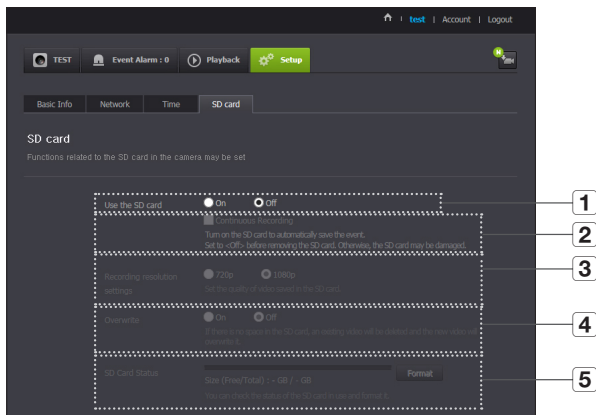 test | Account | Logout
TEST Event Alarm : 0 Playback Setup
N
Basic Info Network Time SD card
SD card
Functions related to the SD card in the camera may be set
Use the SD card On Off
Continuous Recording
Turn on the SD card to automatically save the event.
Set to <Off> before removing the SD card. Otherwise, the SD card may be damaged.
Recording resolution settings 720p 1080p
Set the quality of video saved in the SD card.
Overwrite On Off
If there is no space in the SD card, an existing video will be deleted and the new video will
overwrite it.
SD Card Status Format
Size (Free/Total) : - GB / - GB
You can check the status of the SD card in use and format it.
1
2
3
4
5